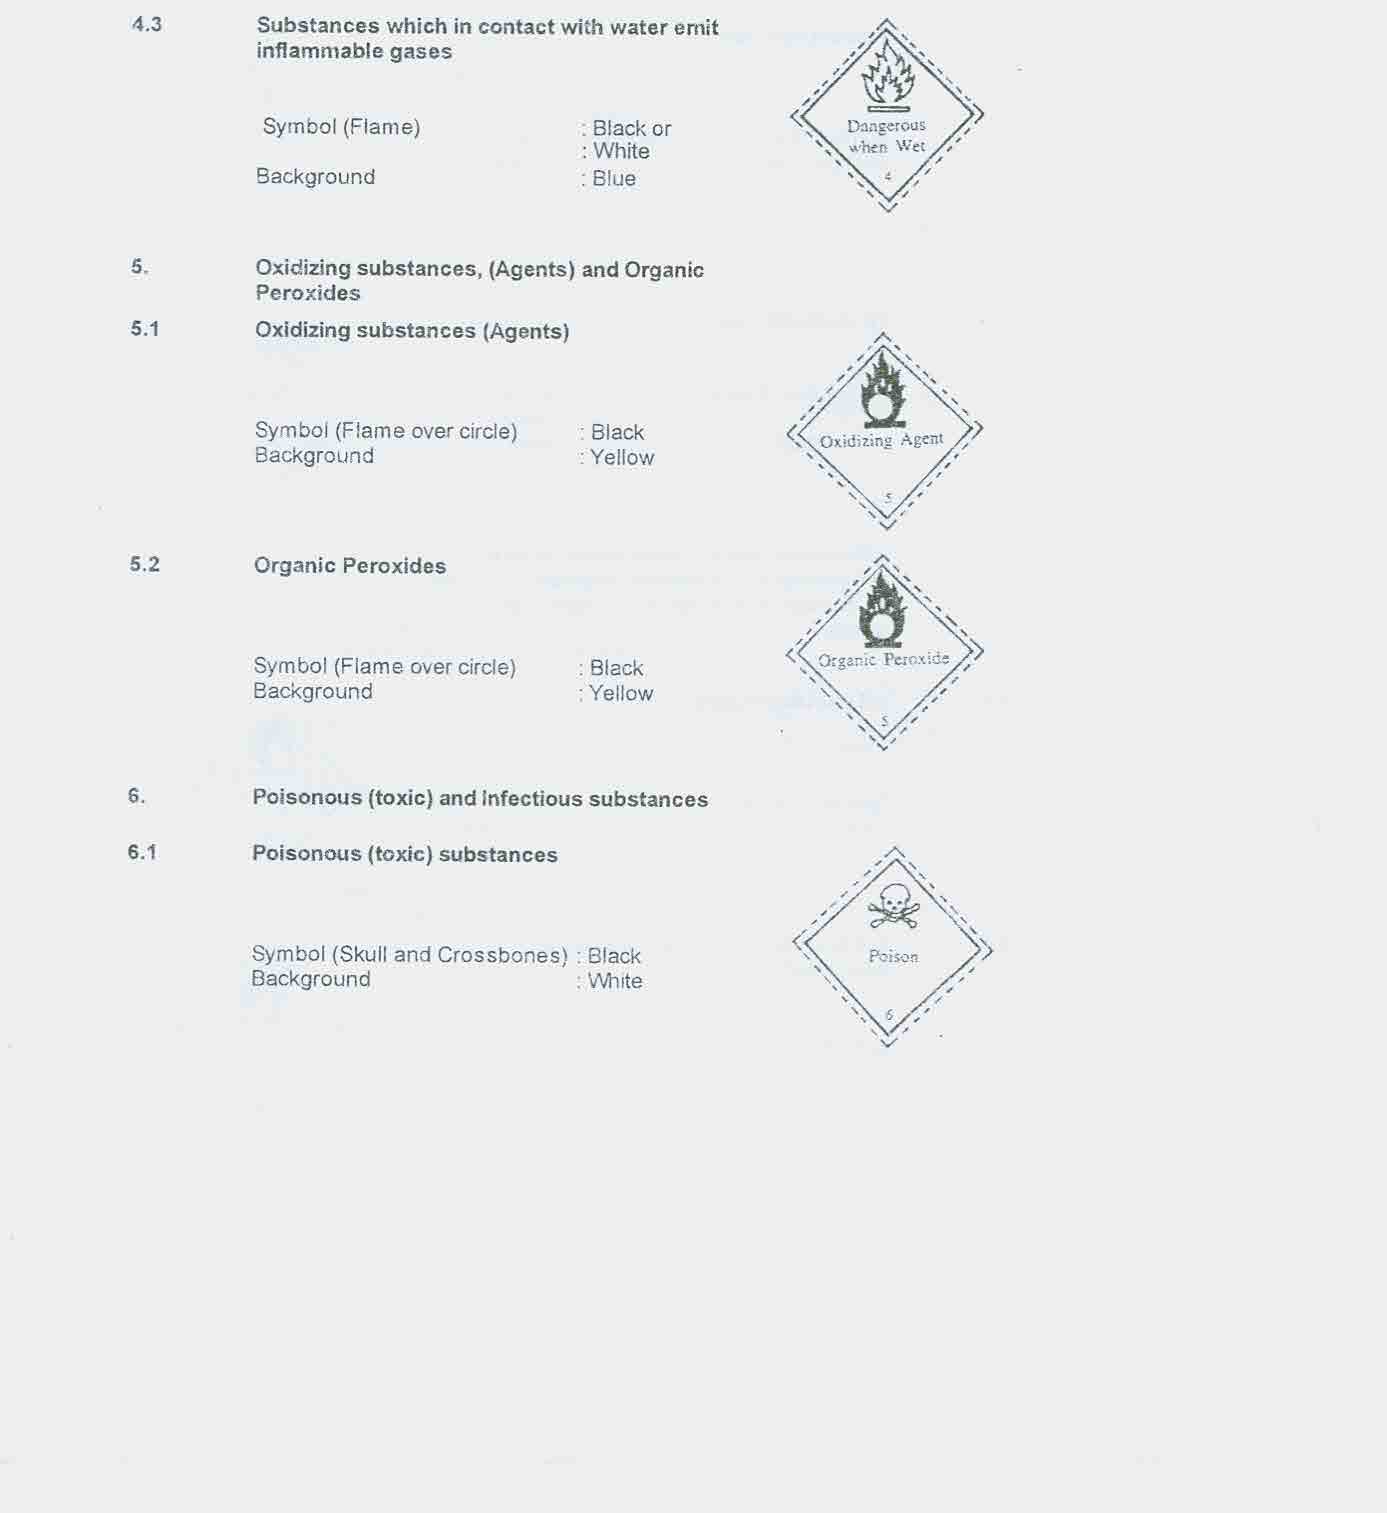 4.3 Substances which in contact with water emit
inflammable gases
Symbol (Flame) : Black or
: White
Background : Blue
Dangerous
when Wet
4
5. Oxidizing substances, (Agents) and Organic
Peroxides
5.1 Oxidizing substances (Agents)
Symbol (Flame over circle) : Black
Background : Yellow
Oxidizing Agent
5
5.2 Organic Peroxides
Symbol (Flame over circle) : Black
Background : Yellow
Organic Peroxide
5
6. Poisonous (toxic) and Infectious substances
6.1 Poisonous (toxic) substances
Symbol (Skull and Crossbones) : Black
Background : White
Poison
6